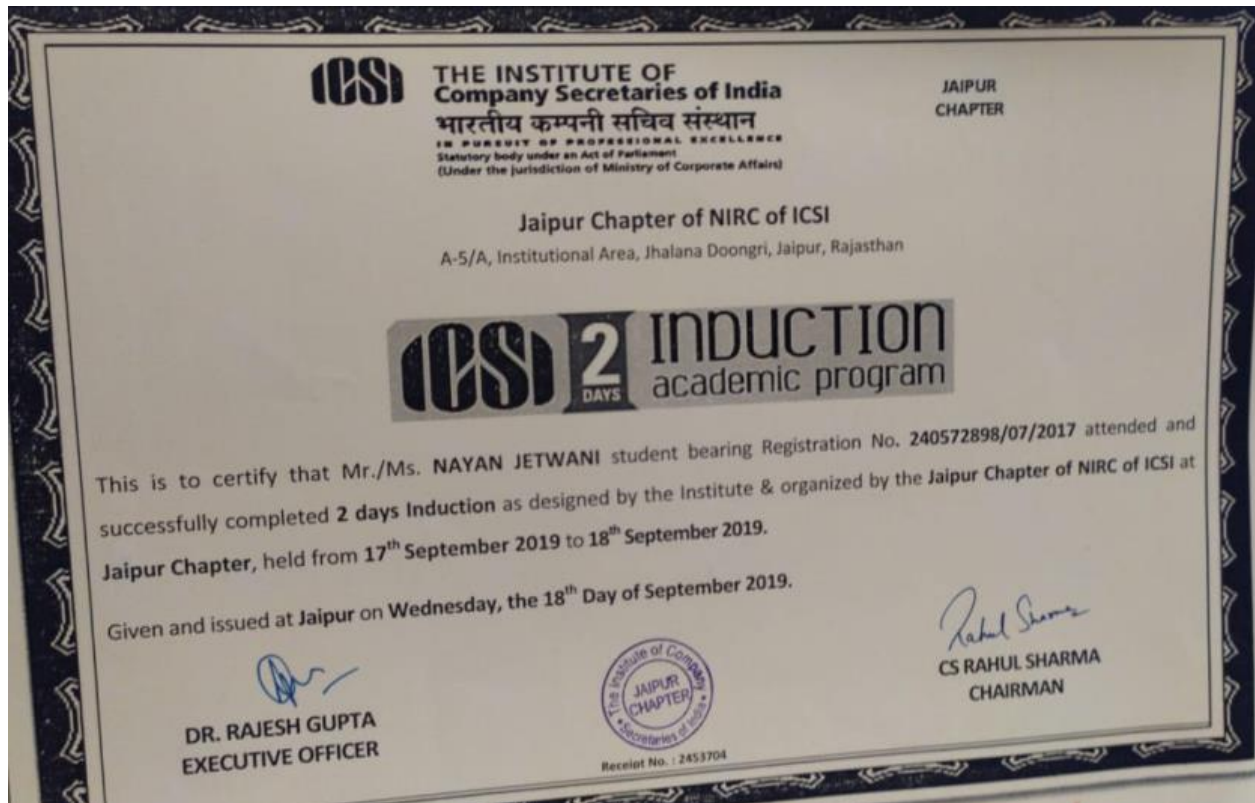 ICSI
THE INSTITUTE OF
Company Secretaries of India
भारतीय कम्पनी सचिव संस्थान
IN PURSUIT OF PROFESSIONAL EXCELLENCE
Statutory body under an Act of Parliament
(Under the jurisdiction of Ministry of Corporate Affairs)
JAIPUR
CHAPTER
Jaipur Chapter of NIRC of ICSI
A-5/A, Institutional Area, Jhalana Doongri, Jaipur, Rajasthan
ICSI 2 DAYS INDUCTION
academic program
This is to certify that Mr./Ms. NAYAN JETWANI student bearing Registration No. 240572898/07/2017 attended and
successfully completed 2 days Induction as designed by the Institute & organized by the Jaipur Chapter of NIRC of ICSI at
Jaipur Chapter, held from 17th September 2019 to 18th September 2019.
Given and issued at Jaipur on Wednesday, the 18th Day of September 2019.
Rahul Sharma
DR. RAJESH GUPTA
EXECUTIVE OFFICER
The Institute of Company Secretaries of India
JAIPUR
CHAPTER
Receipt No. : 2453704
CS RAHUL SHARMA
CHAIRMAN